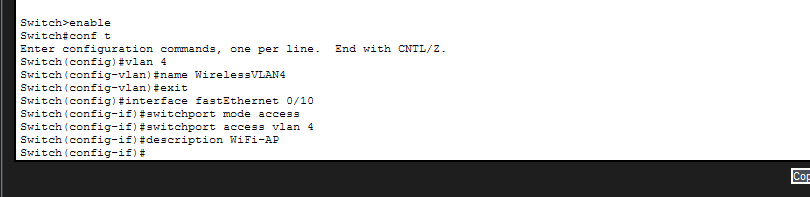 Switch>enable
Switch#conf t
Enter configuration commands, one per line.  End with CNTL/Z.
Switch(config)#vlan 4
Switch(config-vlan)#name WirelessVLAN4
Switch(config-vlan)#exit
Switch(config)#interface fastEthernet 0/10
Switch(config-if)#switchport mode access
Switch(config-if)#switchport access vlan 4
Switch(config-if)#description WiFi-AP
Switch(config-if)#
Cop